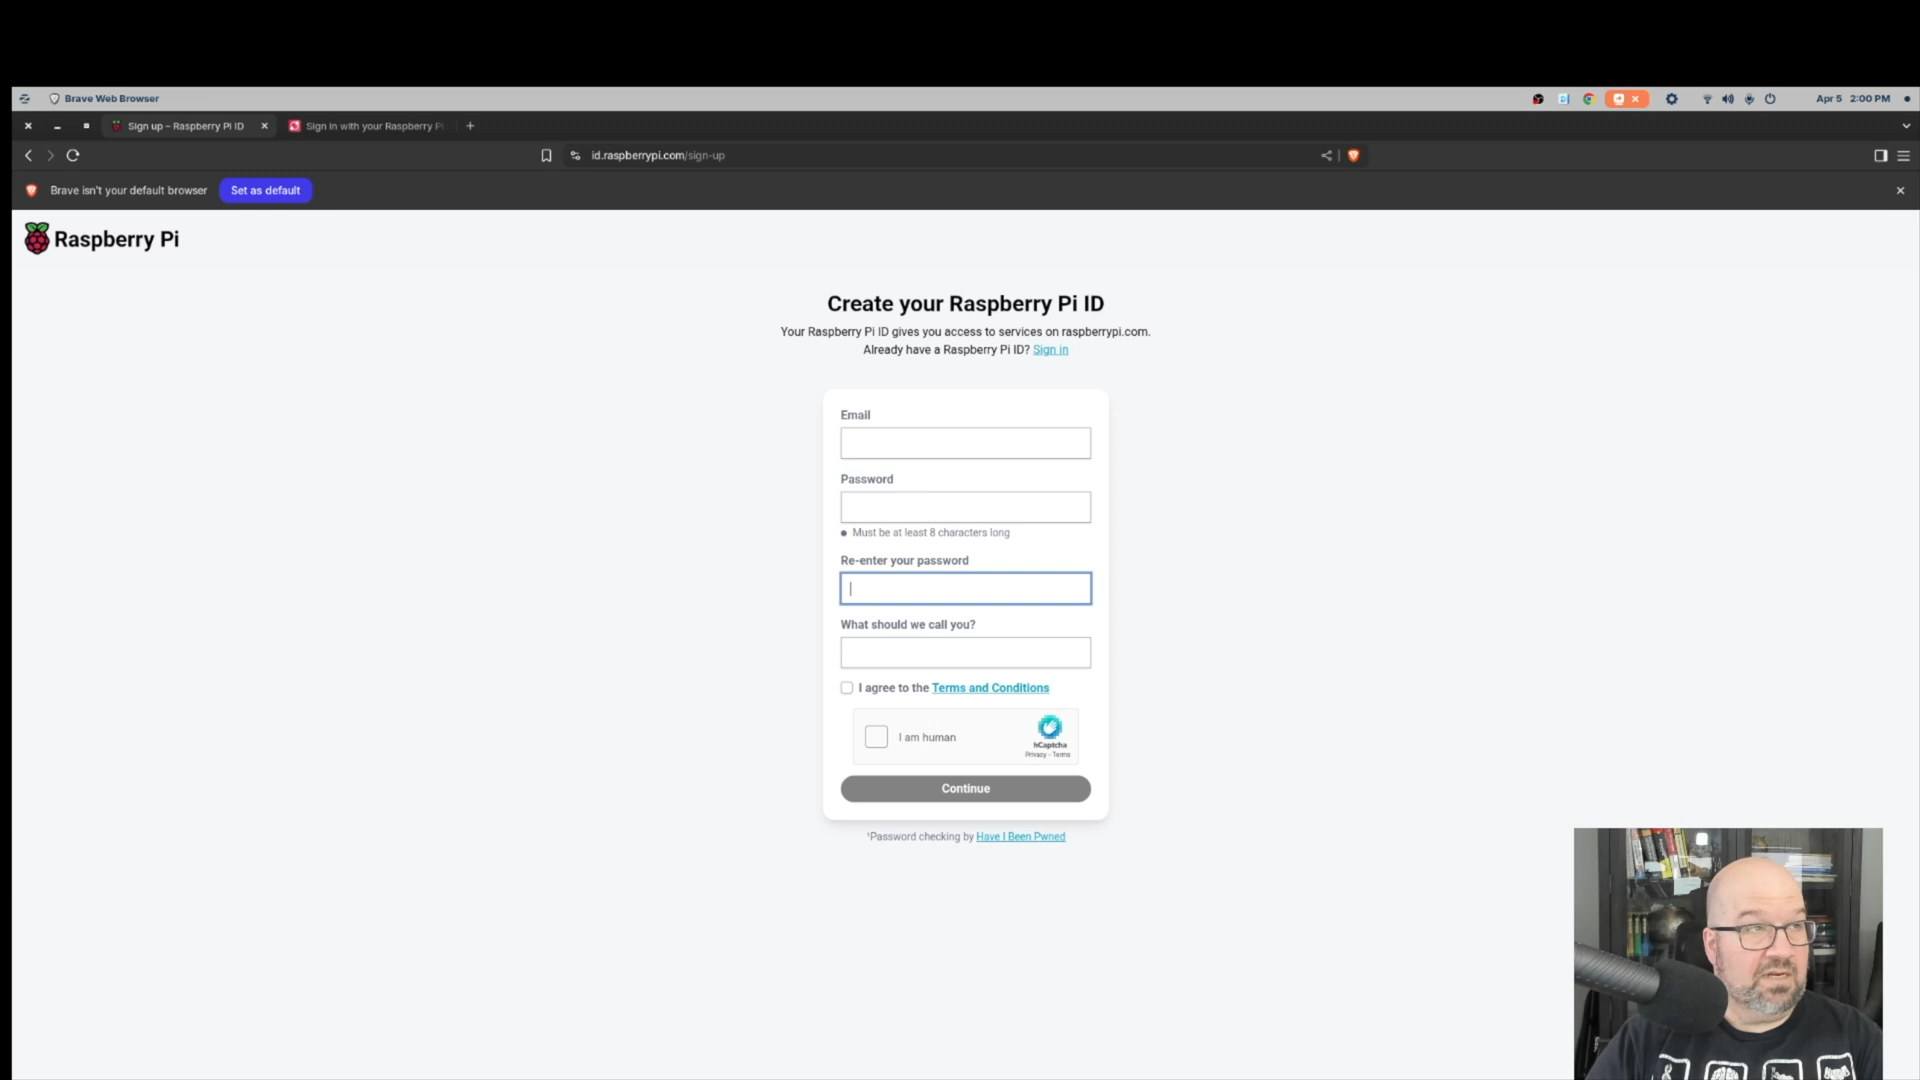 Brave Web Browser
Apr 5 2:00 PM
Sign up – Raspberry Pi ID
Sign in with your Raspberry Pi
id.raspberrypi.com/sign-up
Brave isn't your default browser
Set as default
Raspberry Pi
Create your Raspberry Pi ID
Your Raspberry Pi ID gives you access to services on raspberrypi.com.
Already have a Raspberry Pi ID? Sign in
Email
Password
Must be at least 8 characters long
Re-enter your password
What should we call you?
I agree to the Terms and Conditions
I am human
hCaptcha
Privacy - Terms
Continue
¹Password checking by Have I Been Pwned